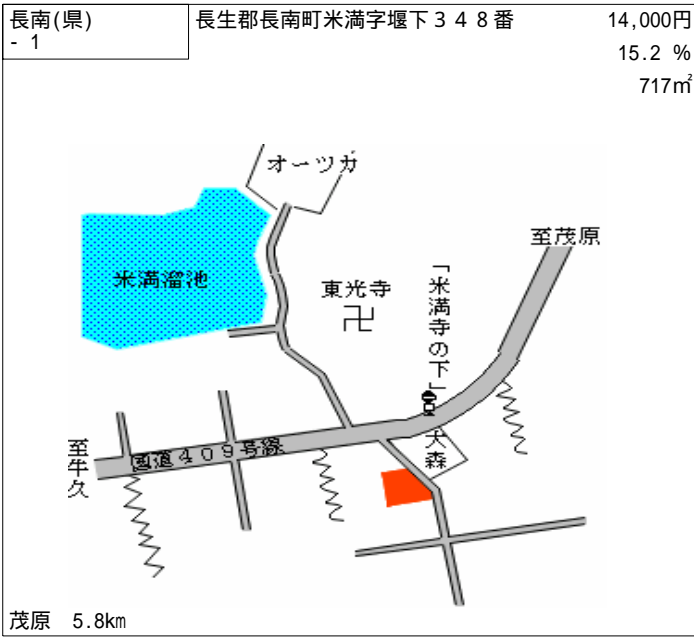 長南(県)
- 1
長生郡長南町米満字堰下３４８番
14,000円
15.2 %
717㎡
オーツカ
至茂原
米満溜池
東光寺
「米満寺の下」
大森
国道４０９号線
至牛久
茂原 5.8km